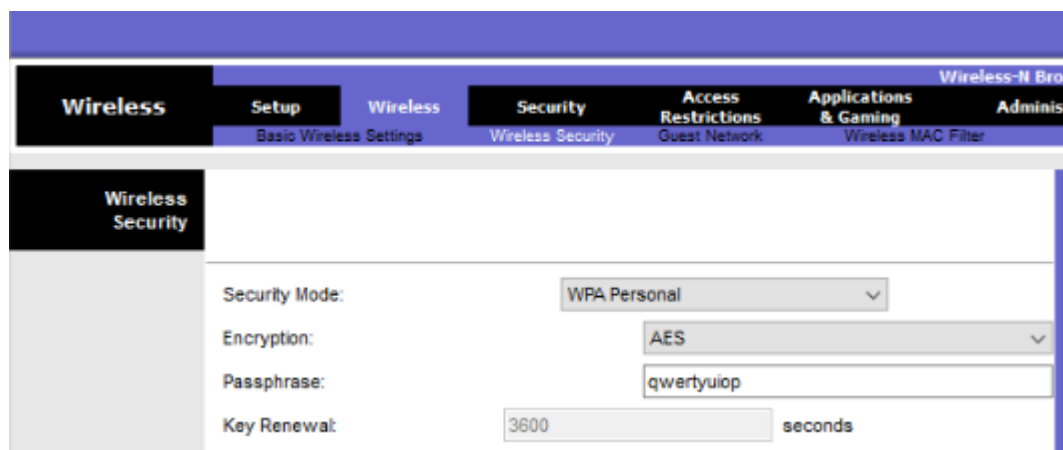 Wireless-N Bro
Wireless Setup Wireless Security Access Restrictions Applications & Gaming Adminis
Basic Wireless Settings Wireless Security Guest Network Wireless MAC Filter
Wireless Security
Security Mode: WPA Personal
Encryption: AES
Passphrase: qwertyuiop
Key Renewal: 3600 seconds